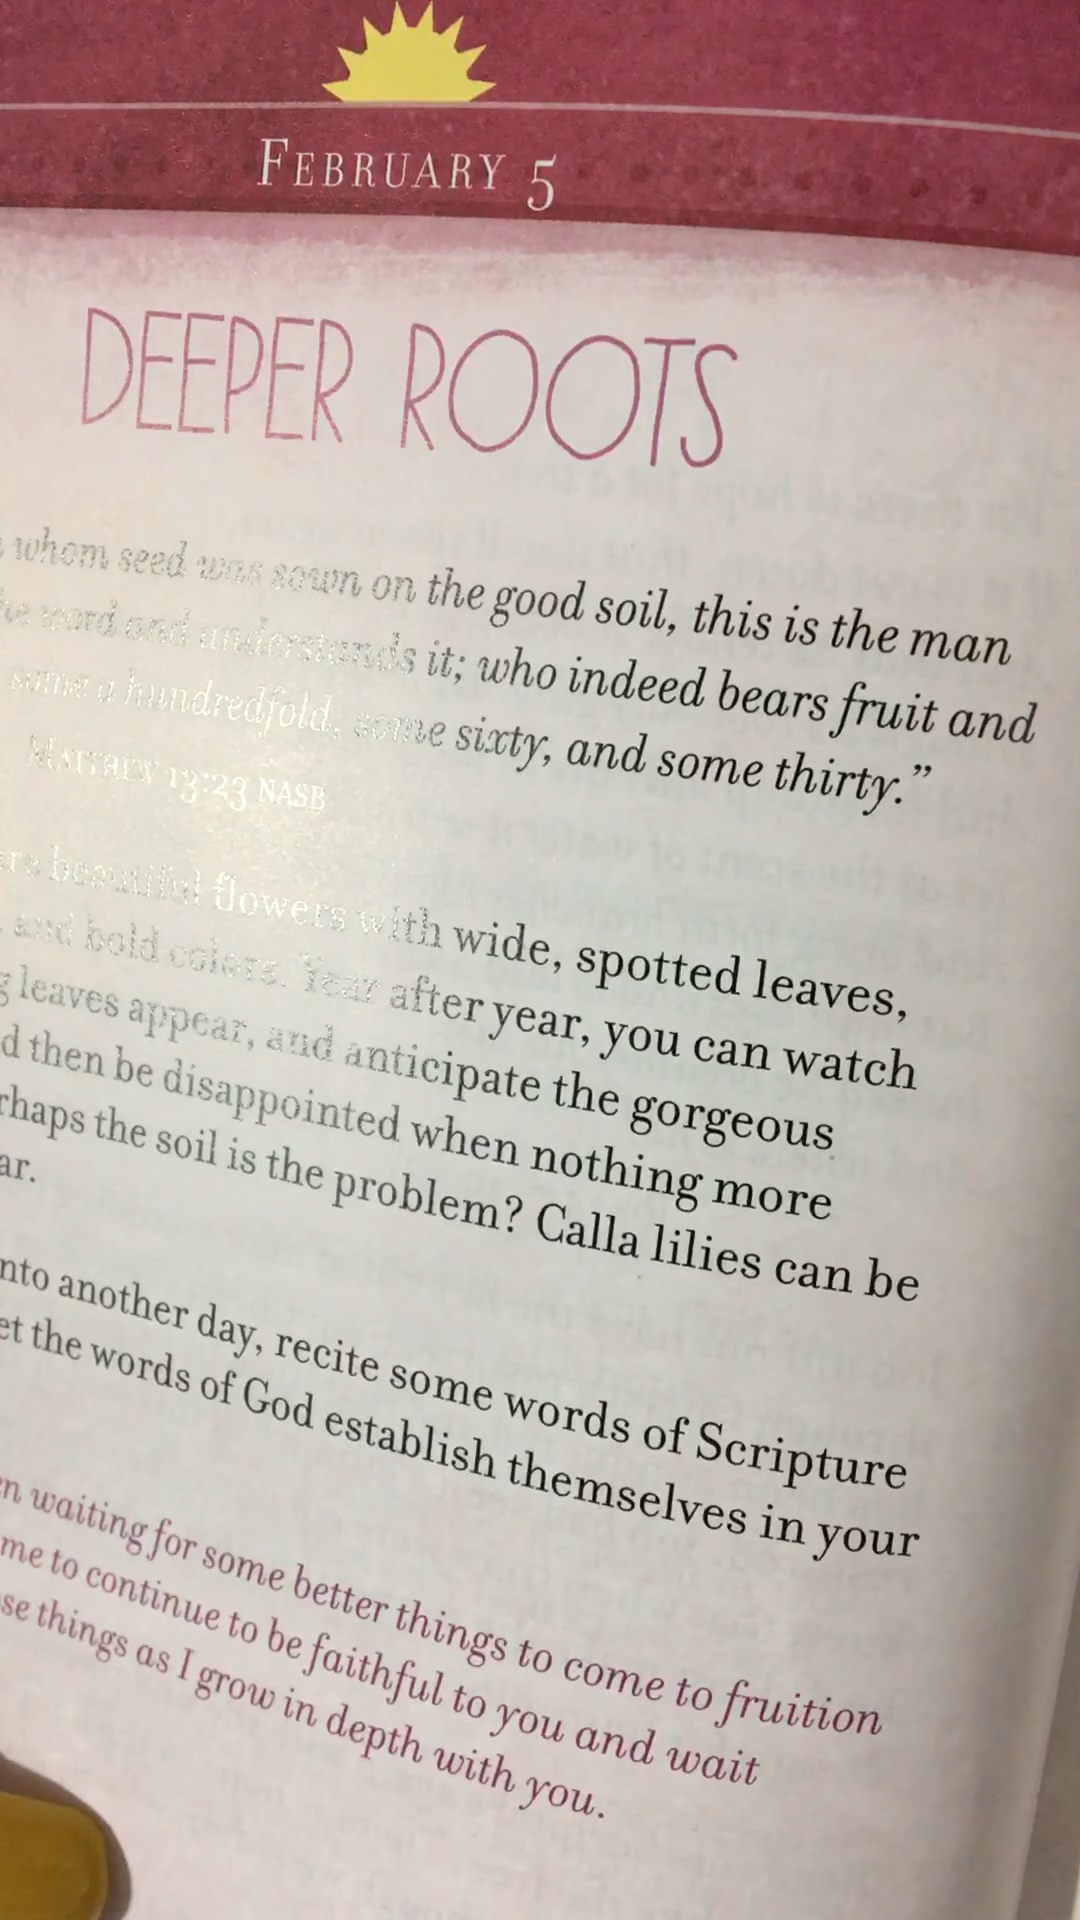 FEBRUARY 5
DEEPER ROOTS
whom seed was sown on the good soil, this is the man
word and understands it; who indeed bears fruit and
some a hundredfold, some sixty, and some thirty.”
MATTHEW 13:23 NASB
beautiful flowers with wide, spotted leaves,
and bold colors. Year after year, you can watch
leaves appear, and anticipate the gorgeous
then be disappointed when nothing more
the soil is the problem? Calla lilies can be
another day, recite some words of Scripture
the words of God establish themselves in your
waiting for some better things to come to fruition
me to continue to be faithful to you and wait
things as I grow in depth with you.